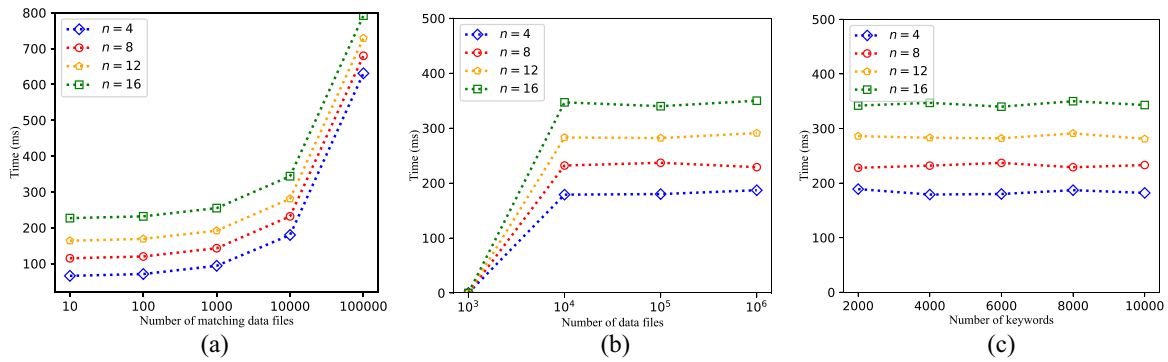 800
700
600
500
400
300
200
100
Time (ms)
n = 4
n = 8
n = 12
n = 16
10 100 1000 10000 100000
Number of matching data files
(a)
500
400
300
200
100
0
Time (ms)
n = 4
n = 8
n = 12
n = 16
10³ 10⁴ 10⁵ 10⁶
Number of data files
(b)
500
400
300
200
100
0
Time (ms)
n = 4
n = 8
n = 12
n = 16
2000 4000 6000 8000 10000
Number of keywords
(c)